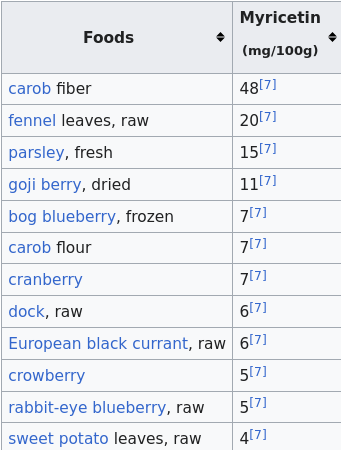 Foods Myricetin (mg/100g)
carob fiber 48[7]
fennel leaves, raw 20[7]
parsley, fresh 15[7]
goji berry, dried 11[7]
bog blueberry, frozen 7[7]
carob flour 7[7]
cranberry 7[7]
dock, raw 6[7]
European black currant, raw 6[7]
crowberry 5[7]
rabbit-eye blueberry, raw 5[7]
sweet potato leaves, raw 4[7]